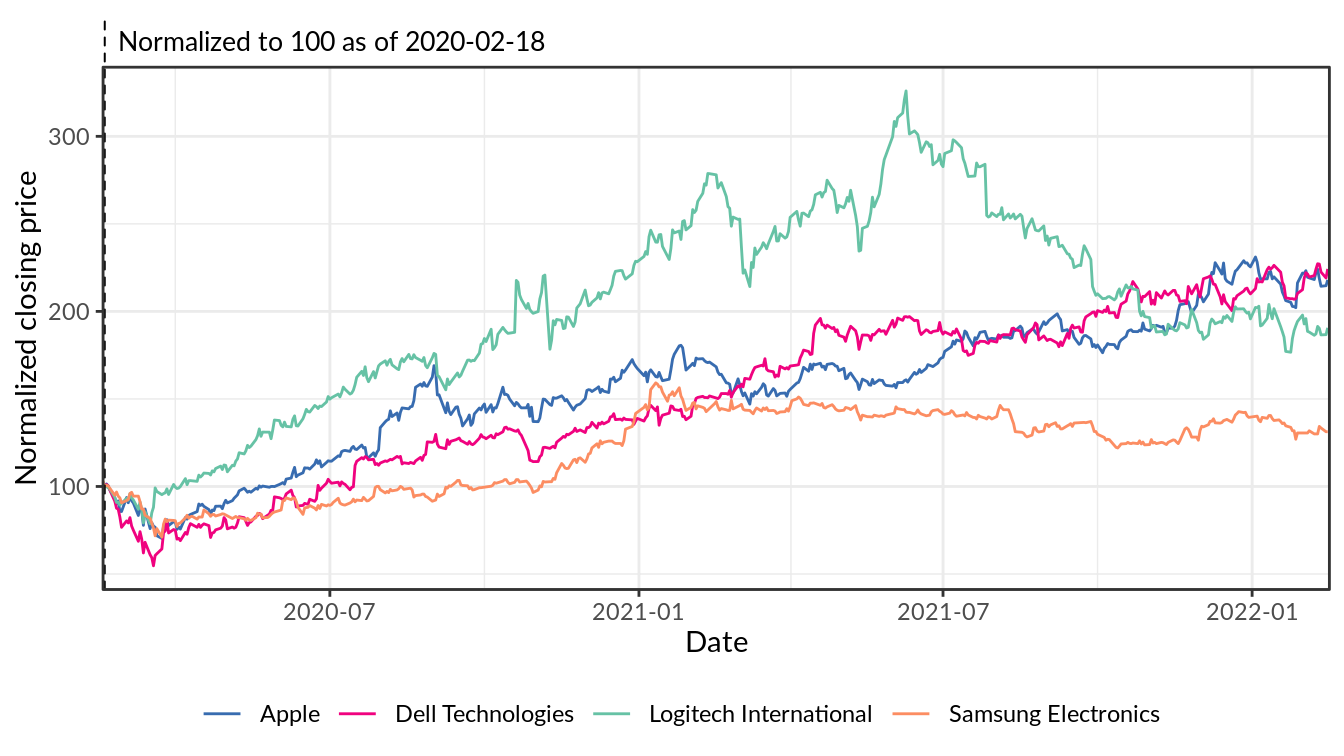 Normalized to 100 as of 2020-02-18
Normalized closing price
300
200
100
2020-07 2021-01 2021-07 2022-01
Date
Apple Dell Technologies Logitech International Samsung Electronics